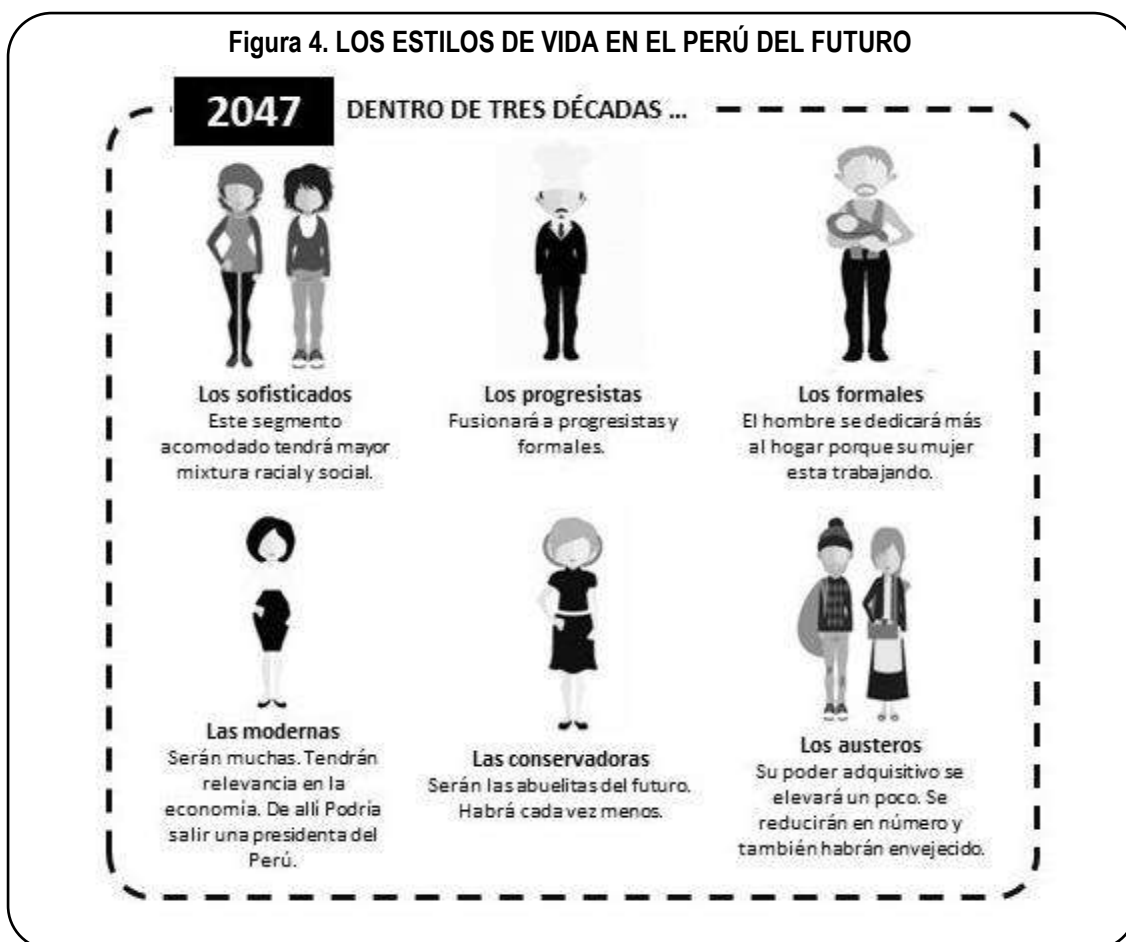 Figura 4. LOS ESTILOS DE VIDA EN EL PERÚ DEL FUTURO
2047 DENTRO DE TRES DÉCADAS ...
Los sofisticados
Este segmento
acomodado tendrá mayor
mixtura racial y social.
Los progresistas
Fusionará a progresistas y
formales.
Los formales
El hombre se dedicará más
al hogar porque su mujer
esta trabajando.
Las modernas
Serán muchas. Tendrán
relevancia en la
economía. De allí Podría
salir una presidenta del
Perú.
Las conservadoras
Serán las abuelitas del futuro.
Habrá cada vez menos.
Los austeros
Su poder adquisitivo se
elevará un poco. Se
reducirán en número y
también habrán envejecido.